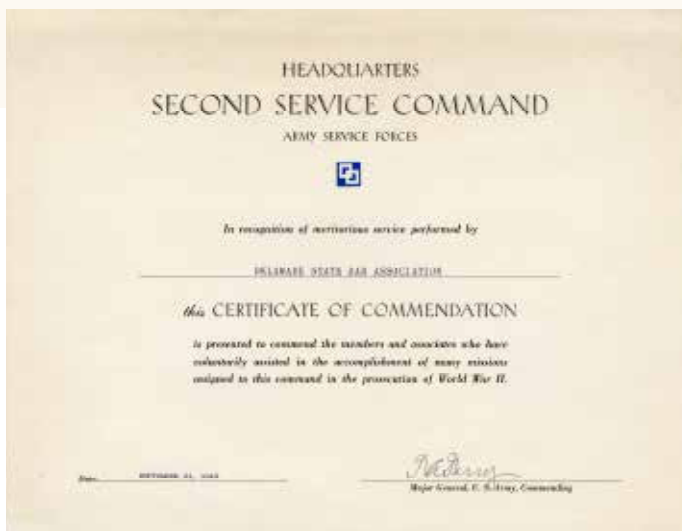 HEADQUARTERS
SECOND SERVICE COMMAND
ARMY SERVICE FORCES
In recognition of meritorious service performed by
DELAWARE STATE BAR ASSOCIATION
this CERTIFICATE OF COMMENDATION
is presented to commend the members and associates who have
voluntarily assisted in the accomplishment of many missions
assigned to this command in the prosecution of World War II.
Date
Major General, U. S. Army, Commanding